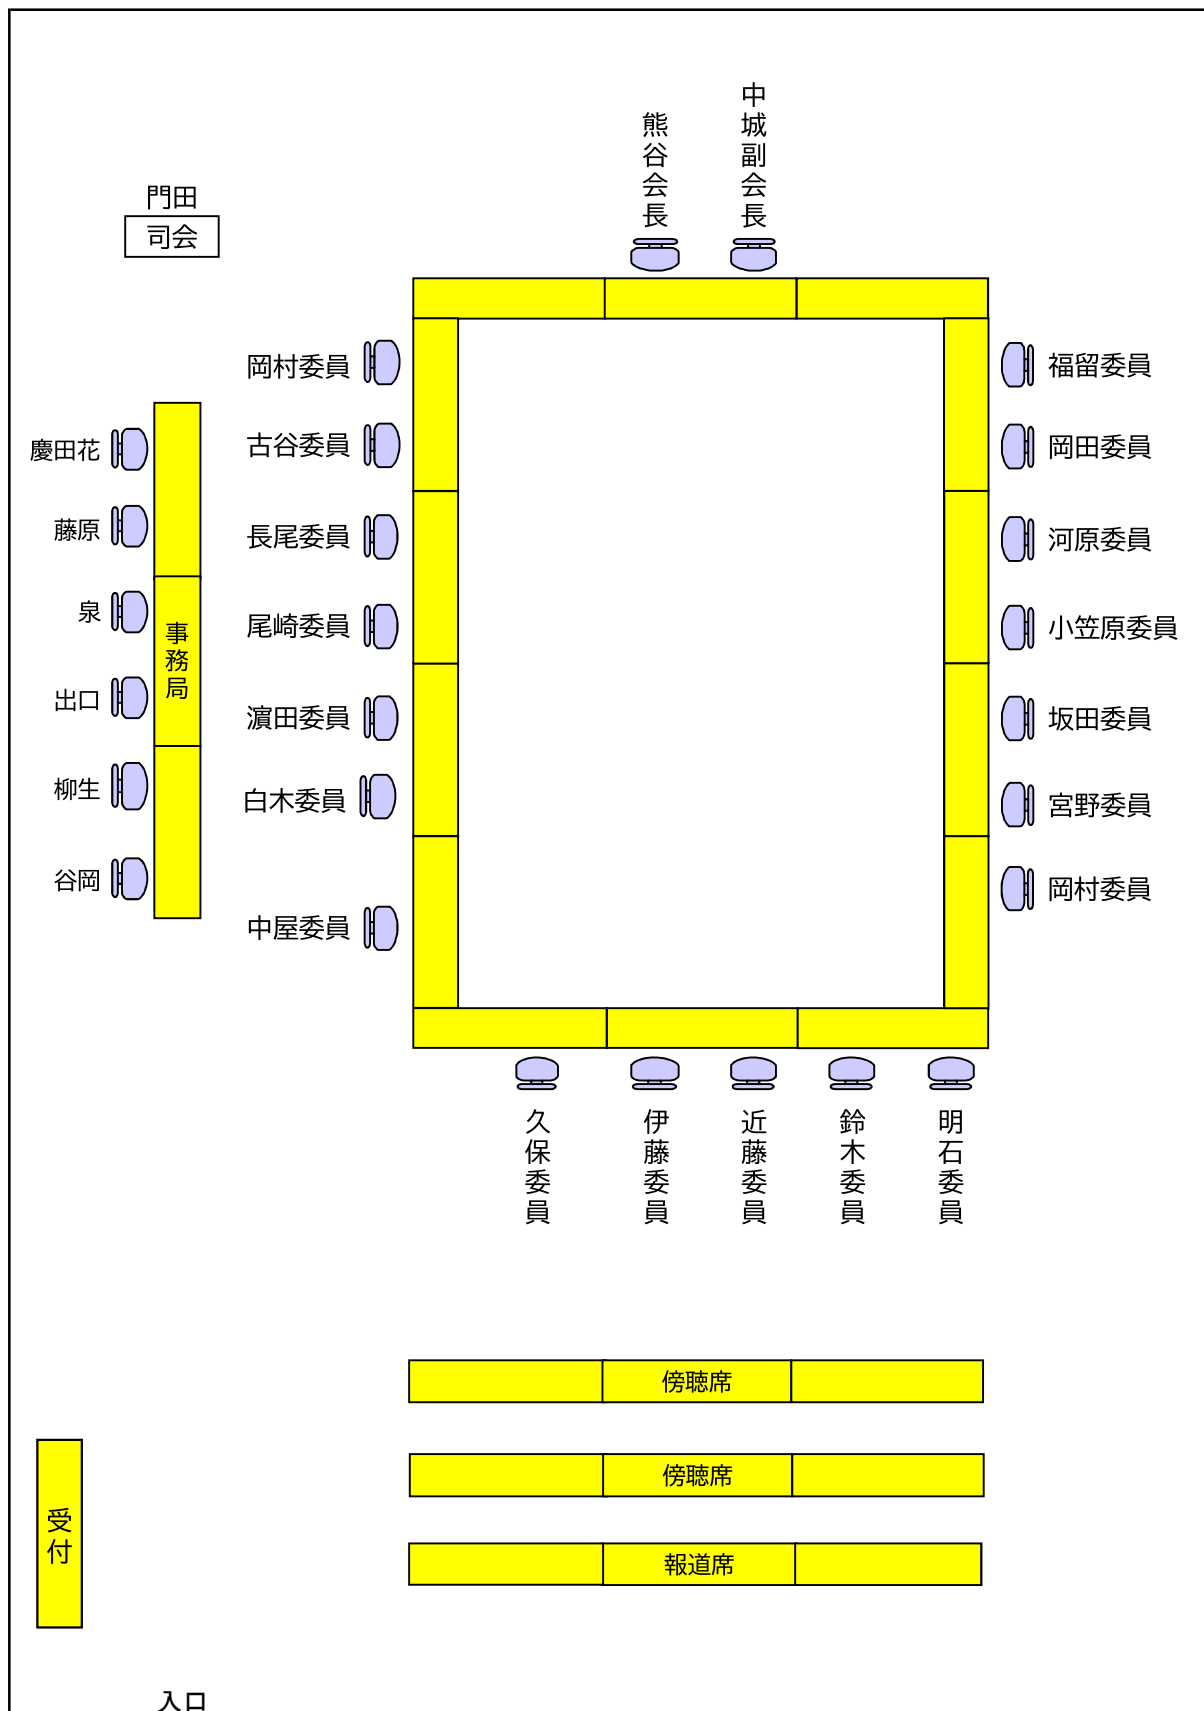 熊谷会長
中城副会長
門田
司会
岡村委員
古谷委員
長尾委員
尾崎委員
濵田委員
白木委員
中屋委員
福留委員
岡田委員
河原委員
小笠原委員
坂田委員
宮野委員
岡村委員
慶田花
藤原
泉
出口
柳生
谷岡
事務局
久保委員
伊藤委員
近藤委員
鈴木委員
明石委員
傍聴席
傍聴席
報道席
受付
入口